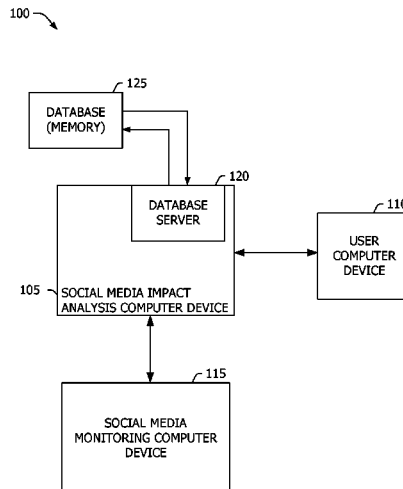 100
125
DATABASE
(MEMORY)
120
DATABASE
SERVER
USER
COMPUTER
DEVICE
105
SOCIAL MEDIA IMPACT
ANALYSIS COMPUTER DEVICE
115
SOCIAL MEDIA
MONITORING COMPUTER
DEVICE